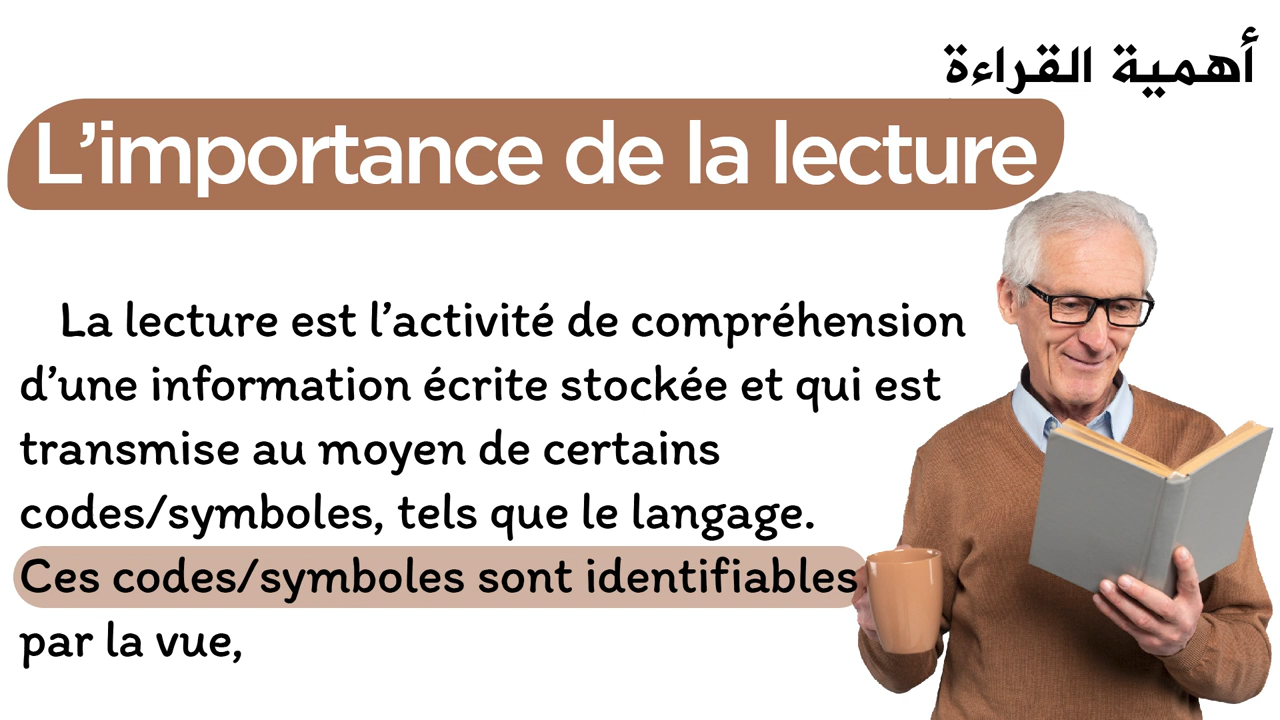 أهمية القراءة
L’importance de la lecture
La lecture est l’activité de compréhension
d’une information écrite stockée et qui est
transmise au moyen de certains
codes/symboles, tels que le langage.
Ces codes/symboles sont identifiables
par la vue,